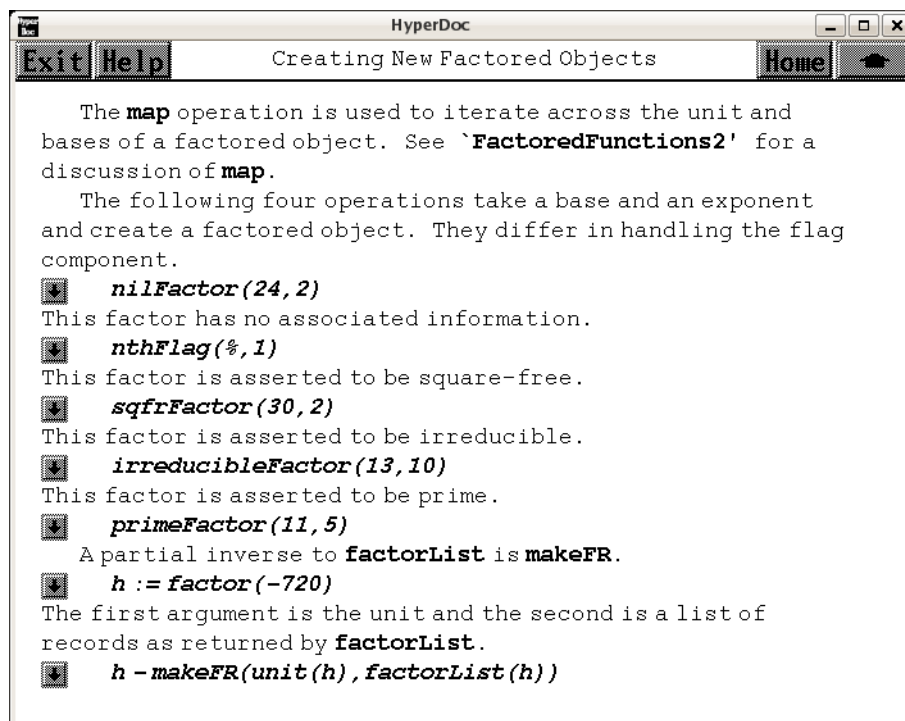 Hyper Doc
HyperDoc
Exit Help Creating New Factored Objects Home
The map operation is used to iterate across the unit and
bases of a factored object. See `FactoredFunctions2' for a
discussion of map.
The following four operations take a base and an exponent
and create a factored object. They differ in handling the flag
component.
nilFactor(24,2)
This factor has no associated information.
nthFlag(%,1)
This factor is asserted to be square-free.
sqfrFactor(30,2)
This factor is asserted to be irreducible.
irreducibleFactor(13,10)
This factor is asserted to be prime.
primeFactor(11,5)
A partial inverse to factorList is makeFR.
h := factor(-720)
The first argument is the unit and the second is a list of
records as returned by factorList.
h - makeFR(unit(h),factorList(h))